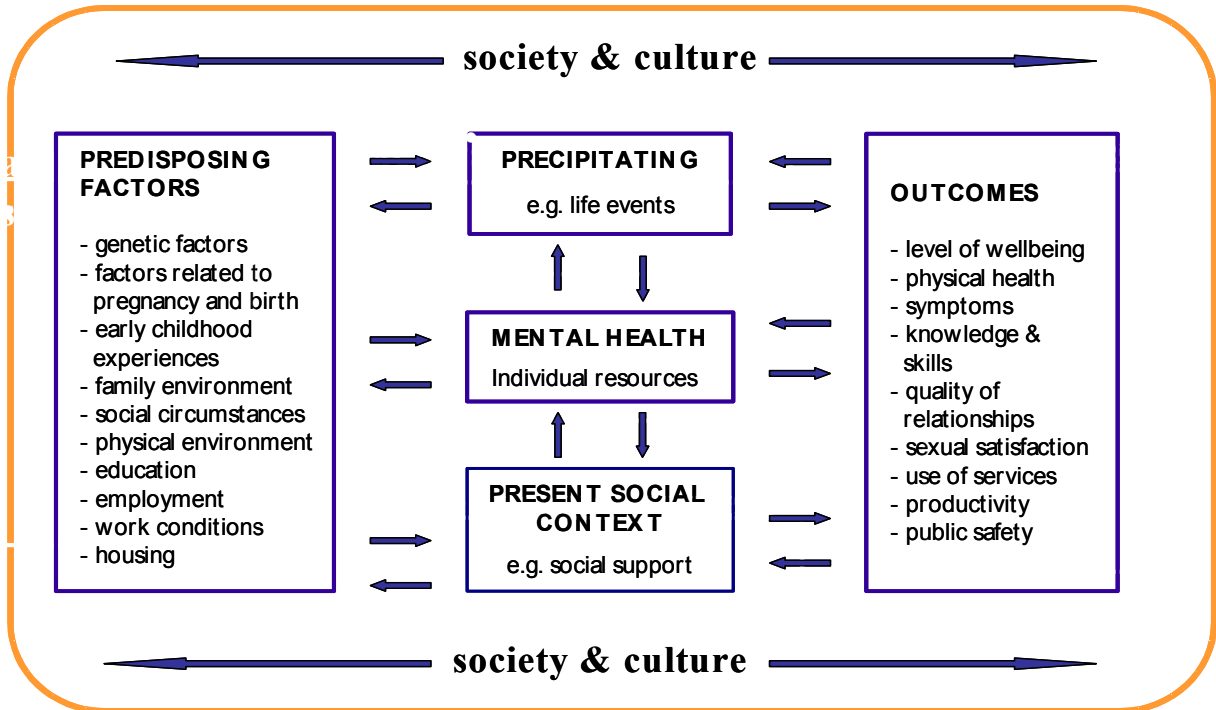 society & culture
PREDISPOSING
FACTORS
- genetic factors
- factors related to
pregnancy and birth
- early childhood
experiences
- family environment
- social circumstances
- physical environment
- education
- employment
- work conditions
- housing
PRECIPITATING
e.g. life events
MENTAL HEALTH
Individual resources
PRESENT SOCIAL
CONTEXT
e.g. social support
OUTCOMES
- level of wellbeing
- physical health
- symptoms
- knowledge &
skills
- quality of
relationships
- sexual satisfaction
- use of services
- productivity
- public safety
society & culture